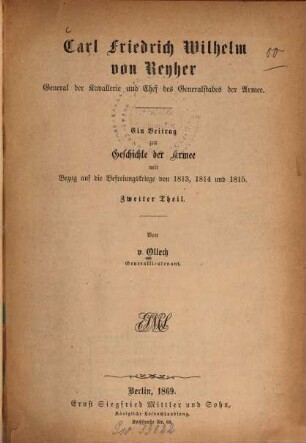 Carl Friedrich Wilhelm
von Reyher
General der Kavallerie und Chef des Generalstabes der Armee.
Ein Beitrag
zur
Geschichte der Armee
mit
Bezug auf die Befreiungskriege von 1813, 1814 und 1815.
Zweiter Theil.
Von
v. Ollech
Generallieutenant.
Berlin, 1869.
Ernst Siegfried Mittler und Sohn,
Königliche Hofbuchhandlung.
Kochstraße Nr. 69.